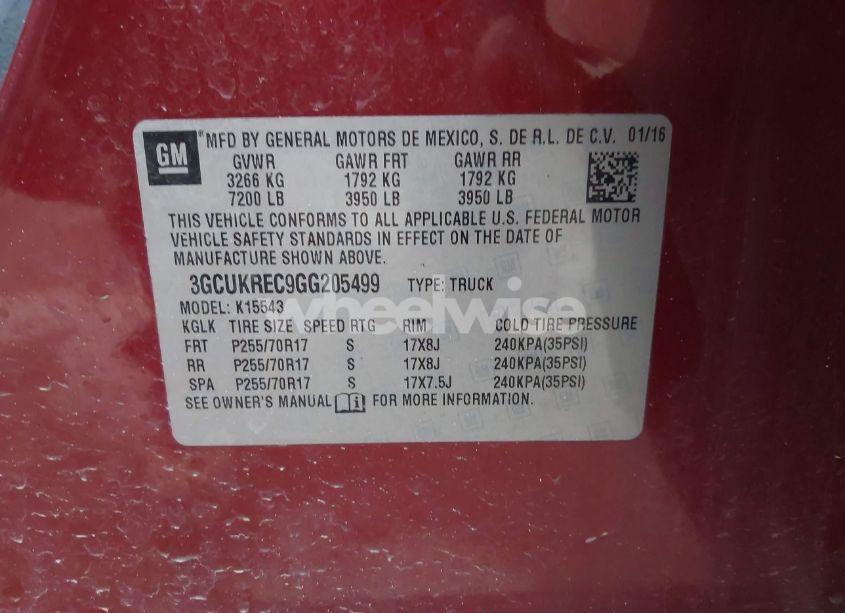 GM ® MFD BY GENERAL MOTORS DE MEXICO, S. DE R.L. DE C.V. 01/16
GVWR GAWR FRT GAWR RR
3266 KG 1792 KG 1792 KG
7200 LB 3950 LB 3950 LB
THIS VEHICLE CONFORMS TO ALL APPLICABLE U.S. FEDERAL MOTOR
VEHICLE SAFETY STANDARDS IN EFFECT ON THE DATE OF
MANUFACTURE SHOWN ABOVE.
3GCUKREC9GG205499 TYPE: TRUCK
wheelwise
MODEL: K15543
KGLK TIRE SIZE SPEED RTG RIM COLD TIRE PRESSURE
FRT P255/70R17 S 17X8J 240KPA(35PSI)
RR P255/70R17 S 17X8J 240KPA(35PSI)
SPA P255/70R17 S 17X7.5J 240KPA(35PSI)
SEE OWNER'S MANUAL FOR MORE INFORMATION.